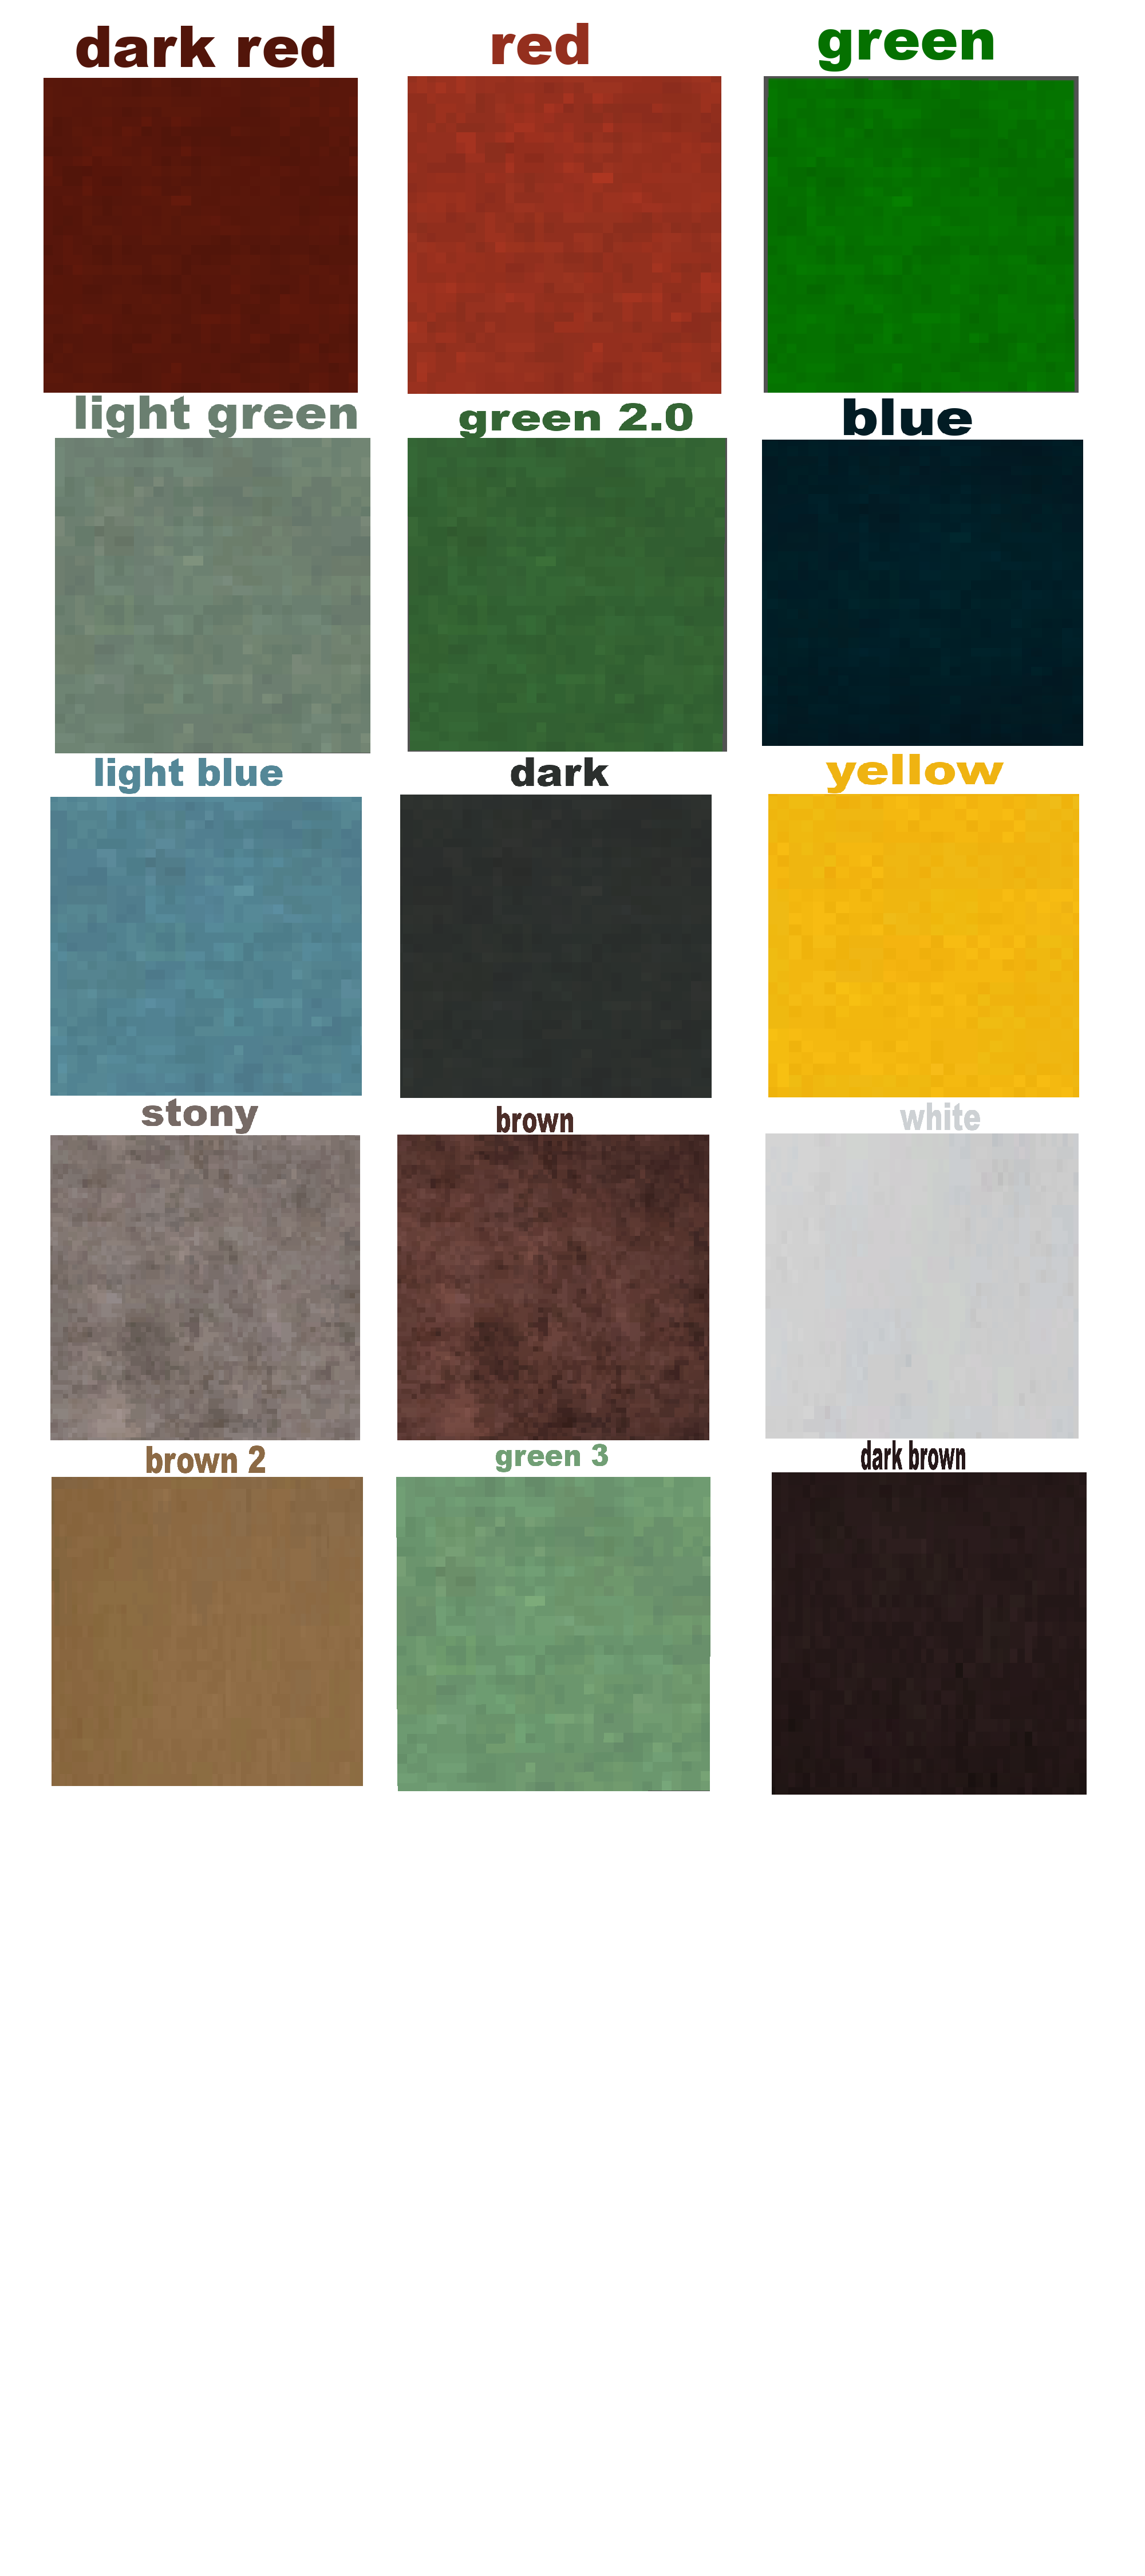 dark red
red
green
light green
green 2.0
blue
light blue
dark
yellow
stony
brown
white
brown 2
green 3
dark brown